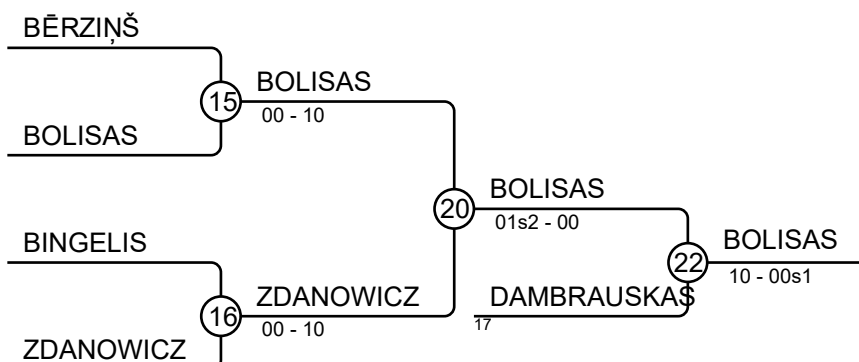 BĒRZIŅŠ
15
BOLISAS
00 - 10
BOLISAS
20
BOLISAS
01s2 - 00
BINGELIS
22
BOLISAS
10 - 00s1
16
ZDANOWICZ
00 - 10
DAMBRAUSKAS
17
ZDANOWICZ